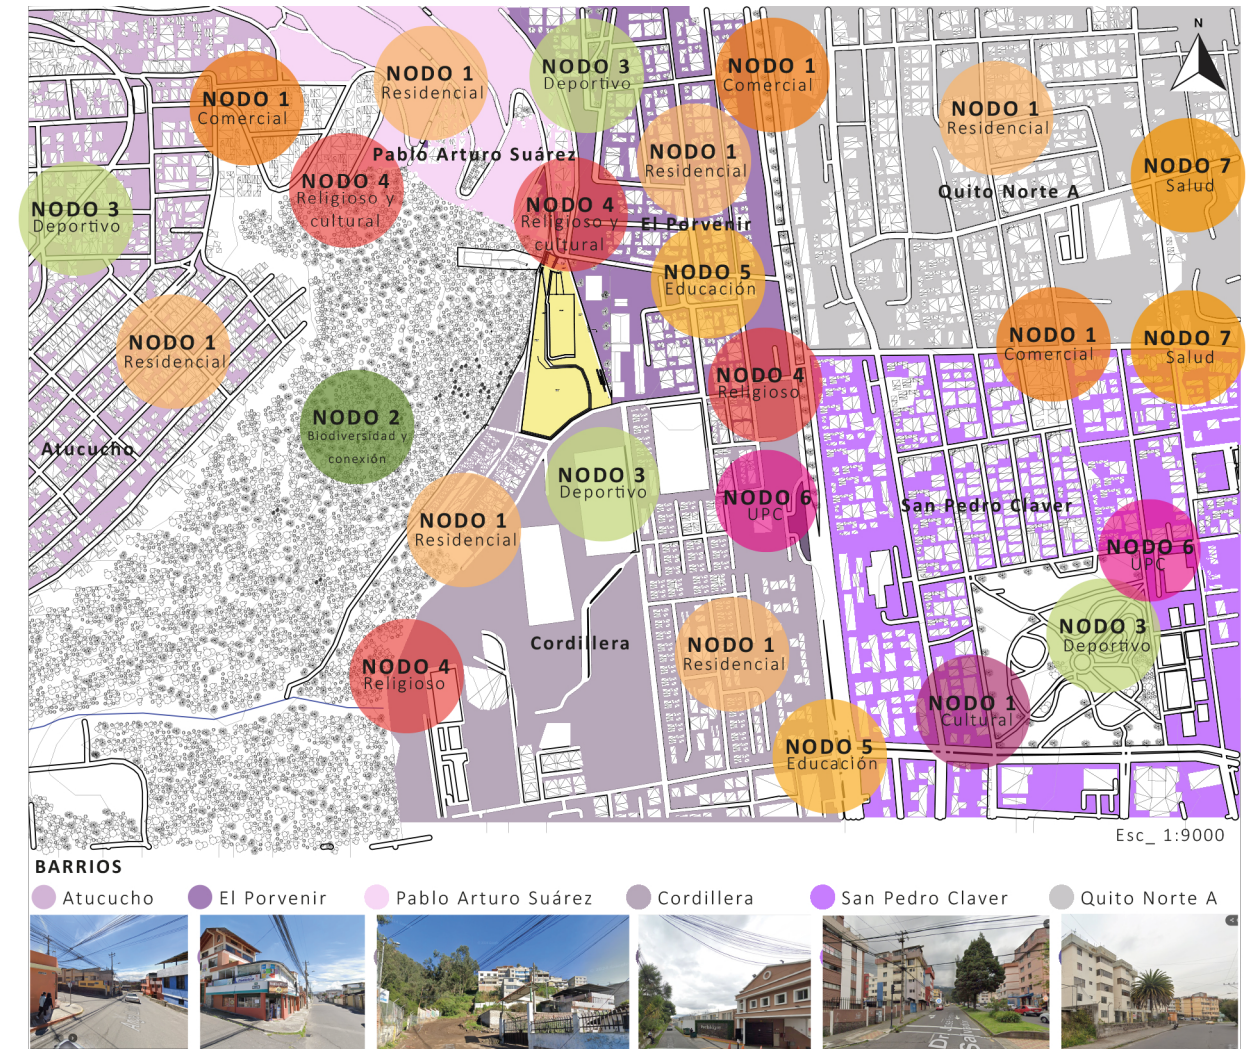 N
NODO 1
Comercial
NODO 1
Residencial
NODO 3
Deportivo
NODO 1
Comercial
NODO 1
Residencial
Pablo Arturo Suárez
NODO 1
Residencial
NODO 7
Salud
NODO 4
Religioso y
cultural
Quito Norte A
NODO 3
Deportivo
NODO 4
Religioso y
cultural
El Porvenir
NODO 5
Educación
NODO 1
Residencial
NODO 1
Comercial
NODO 7
Salud
NODO 4
Religioso
NODO 2
Biodiversidad y
conexión
Atucucho
NODO 3
Deportivo
NODO 6
UPC
San Pedro Claver
NODO 1
Residencial
NODO 6
UPC
Cordillera
NODO 1
Residencial
NODO 3
Deportivo
NODO 4
Religioso
NODO 1
Cultural
NODO 5
Educación
Esc_ 1:9000
BARRIOS
Atucucho
El Porvenir
Pablo Arturo Suárez
Cordillera
San Pedro Claver
Quito Norte A